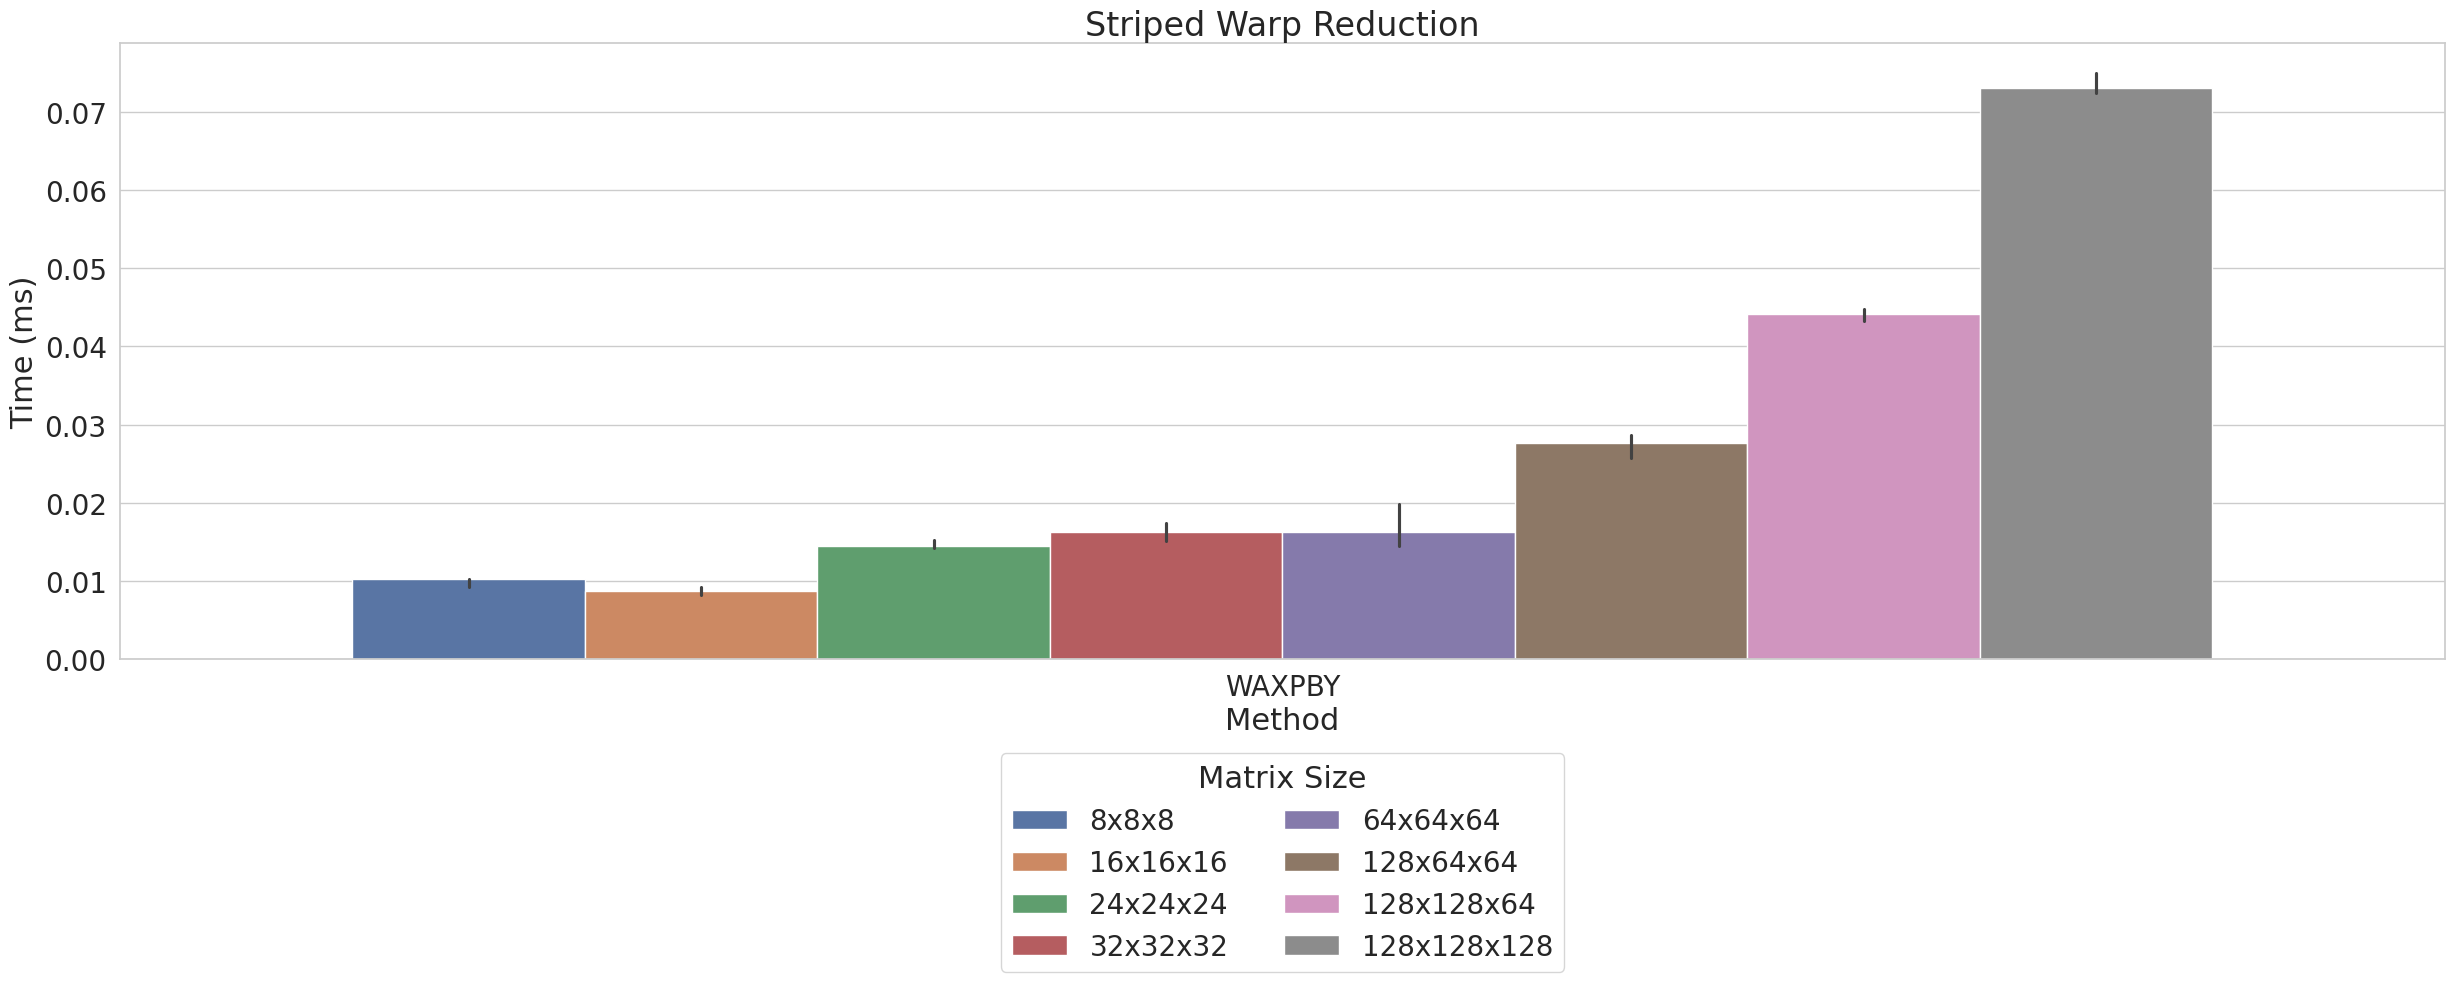 Striped Warp Reduction
Time (ms)
0.07
0.06
0.05
0.04
0.03
0.02
0.01
0.00
WAXPBY
Method
Matrix Size
8x8x8
16x16x16
24x24x24
32x32x32
64x64x64
128x64x64
128x128x64
128x128x128